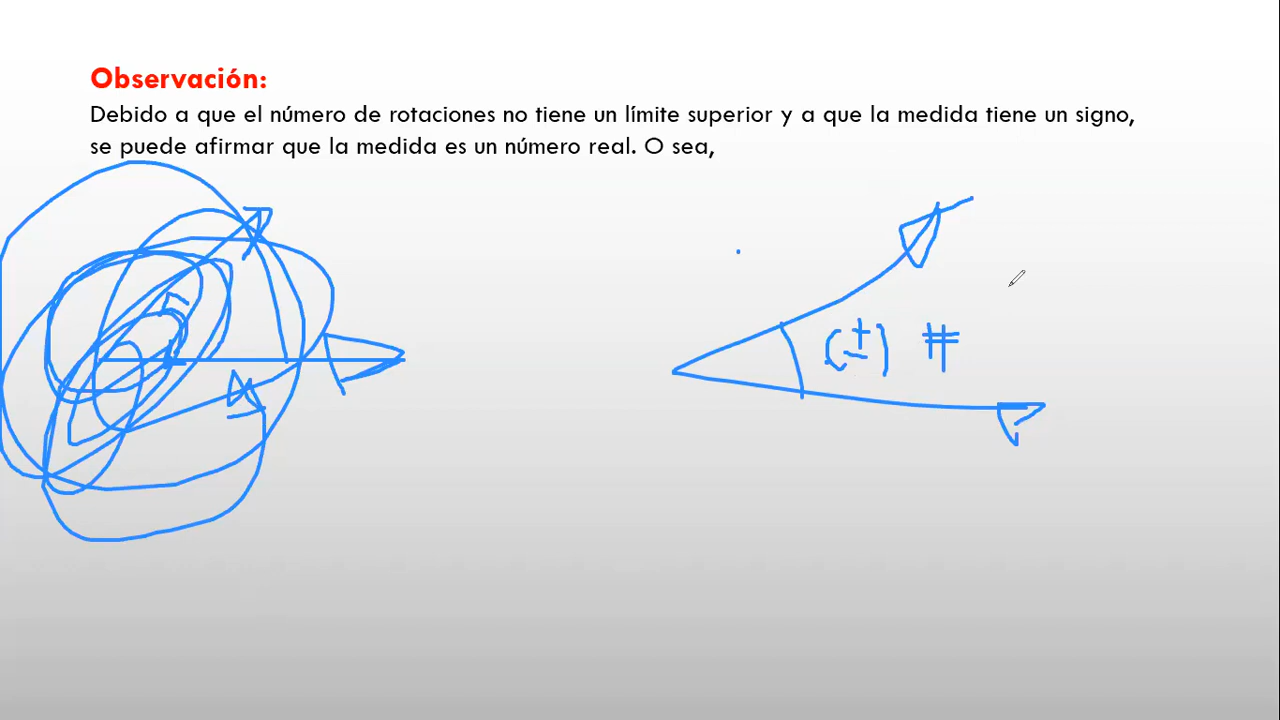 Observación:
Debido a que el número de rotaciones no tiene un límite superior y a que la medida tiene un signo,
se puede afirmar que la medida es un número real. O sea,
(±) #